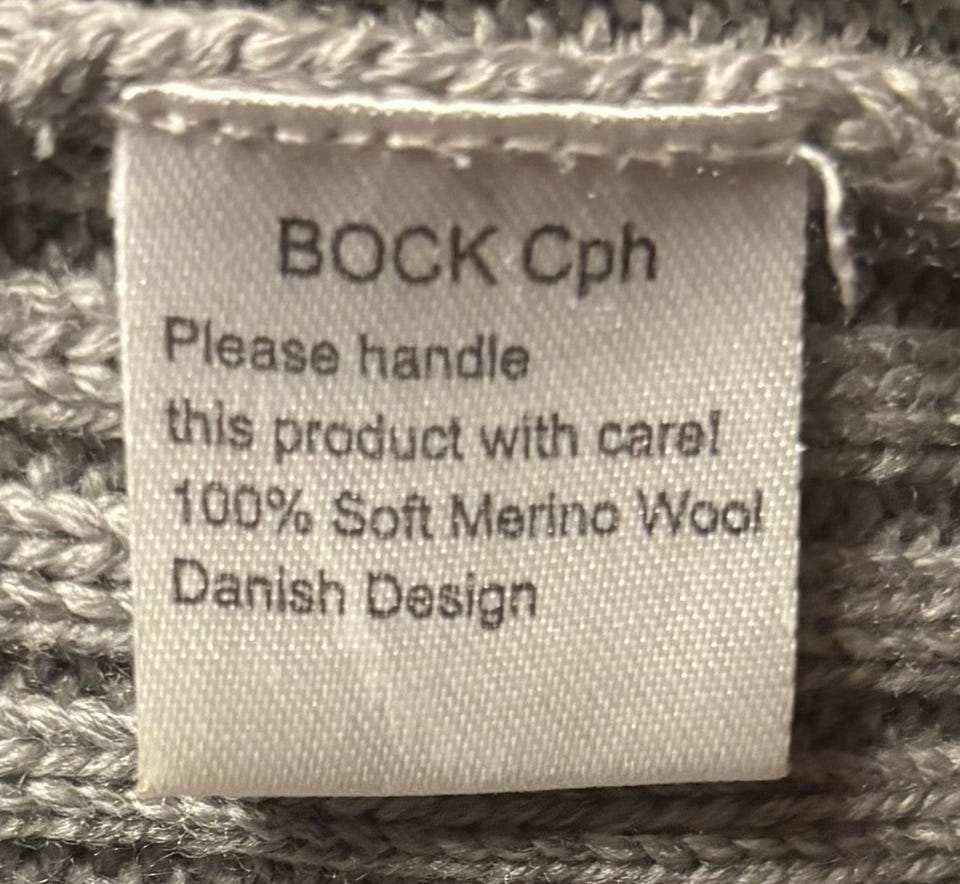 BOCK Cph
Please handle
this product with care!
100% Soft Merino Wool
Danish Design